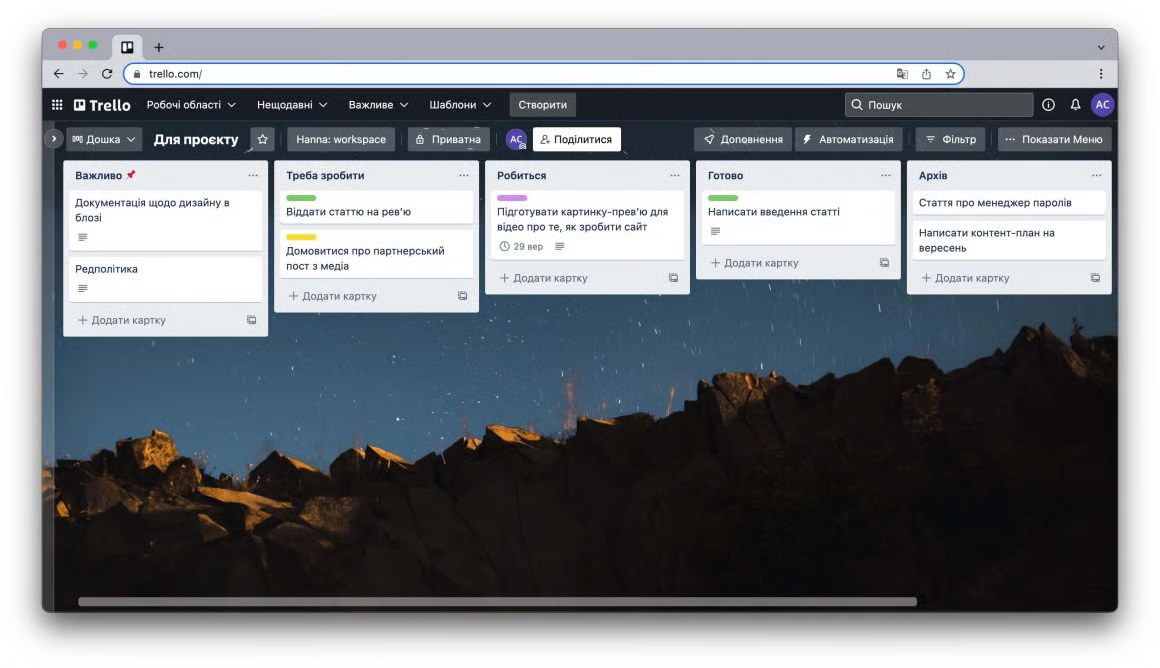 trello.com/
Trello Робочі області Нещодавні Важливе Шаблони Створити Пошук AC
Дошка Для проєкту Hanna: workspace Приватна AC Поділитися Доповнення Автоматизація Фільтр ··· Показати Меню
Важливо
Документація щодо дизайну в
блозі
Редполітика
+ Додати картку
Треба зробити
Віддати статтю на рев'ю
Домовитися про партнерський
пост з медіа
+ Додати картку
Робиться
Підготувати картинку-прев'ю для
відео про те, як зробити сайт
29 вер
+ Додати картку
Готово
Написати введення статті
+ Додати картку
Архів
Стаття про менеджер паролів
Написати контент-план на
вересень
+ Додати картку